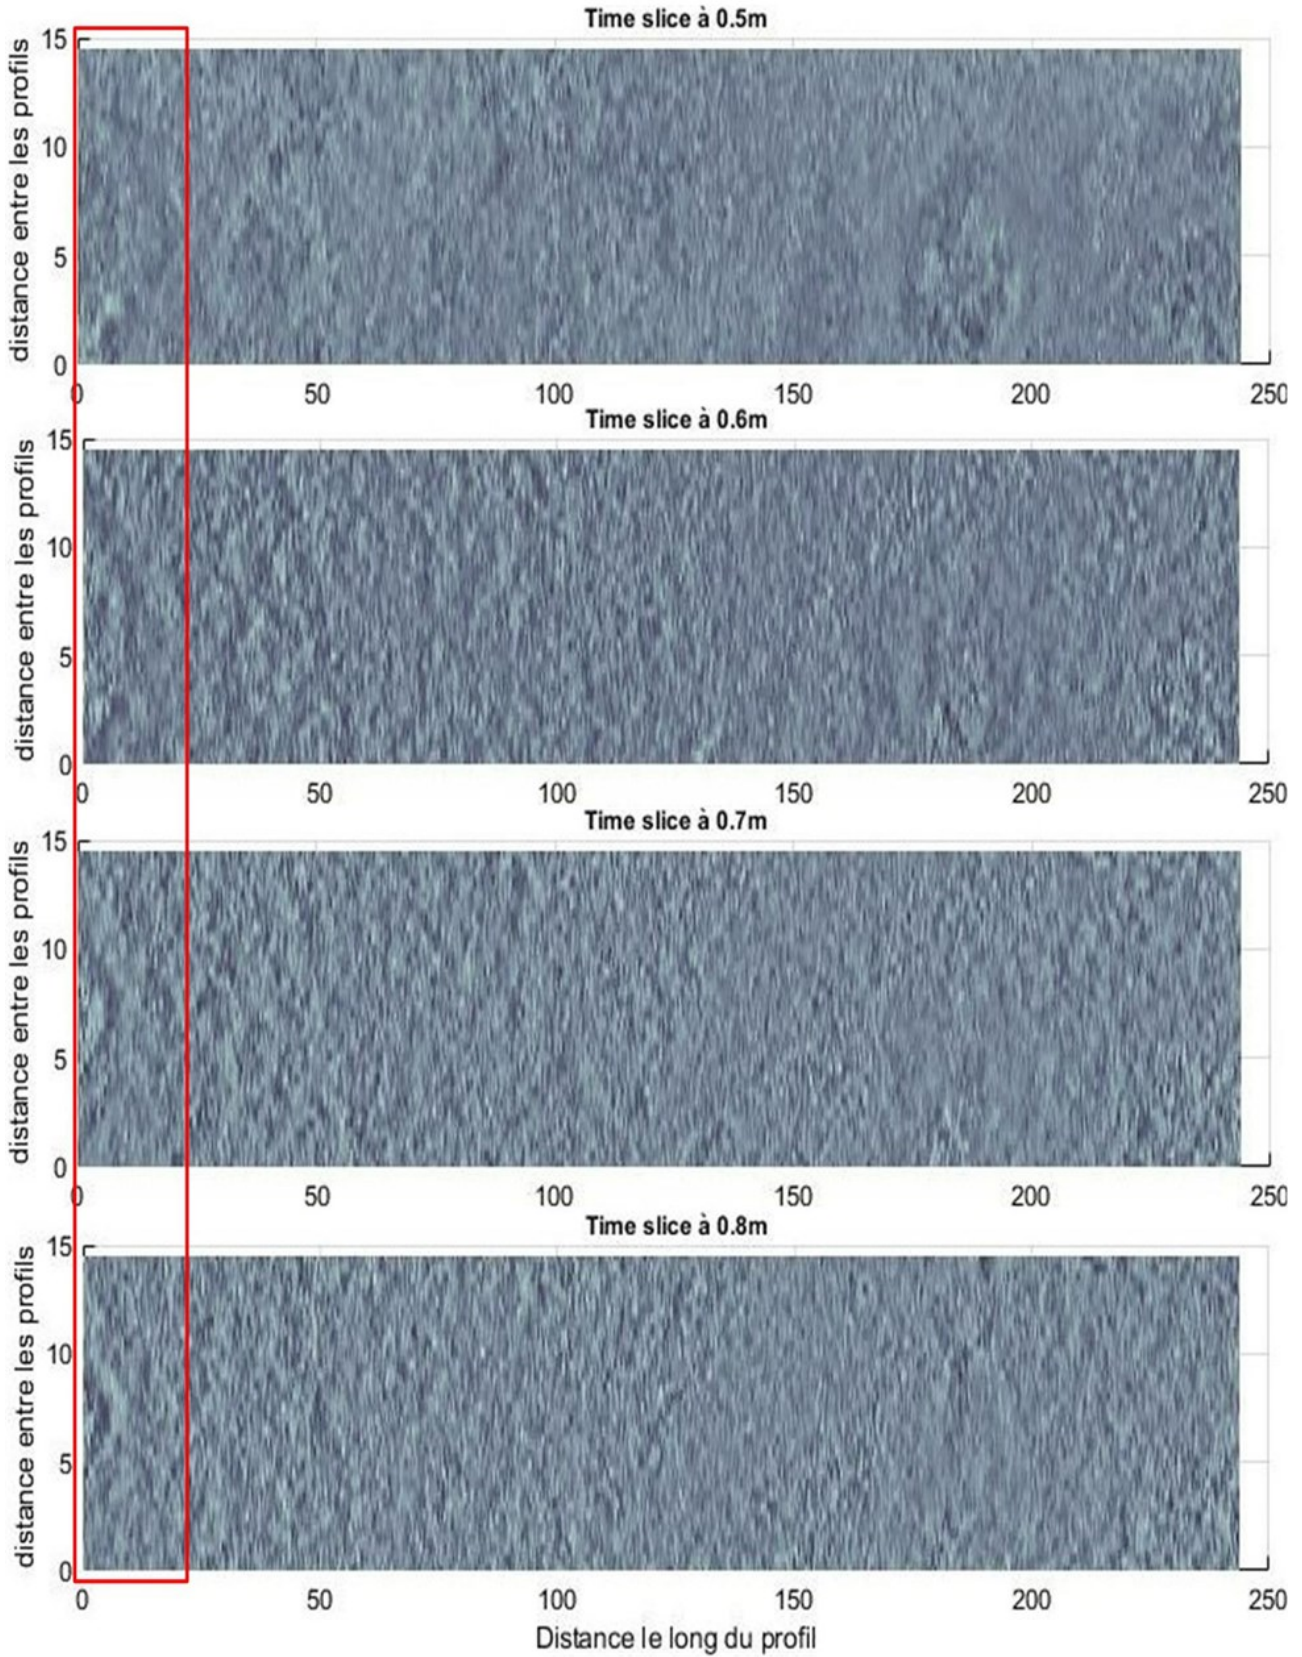 Time slice à 0.5m
distance entre les profils
15
10
5
0
0 50 100 150 200 250
Time slice à 0.6m
distance entre les profils
15
10
5
0
0 50 100 150 200 250
Time slice à 0.7m
distance entre les profils
15
10
5
0
0 50 100 150 200 250
Time slice à 0.8m
distance entre les profils
15
10
5
0
0 50 100 150 200 250
Distance le long du profil